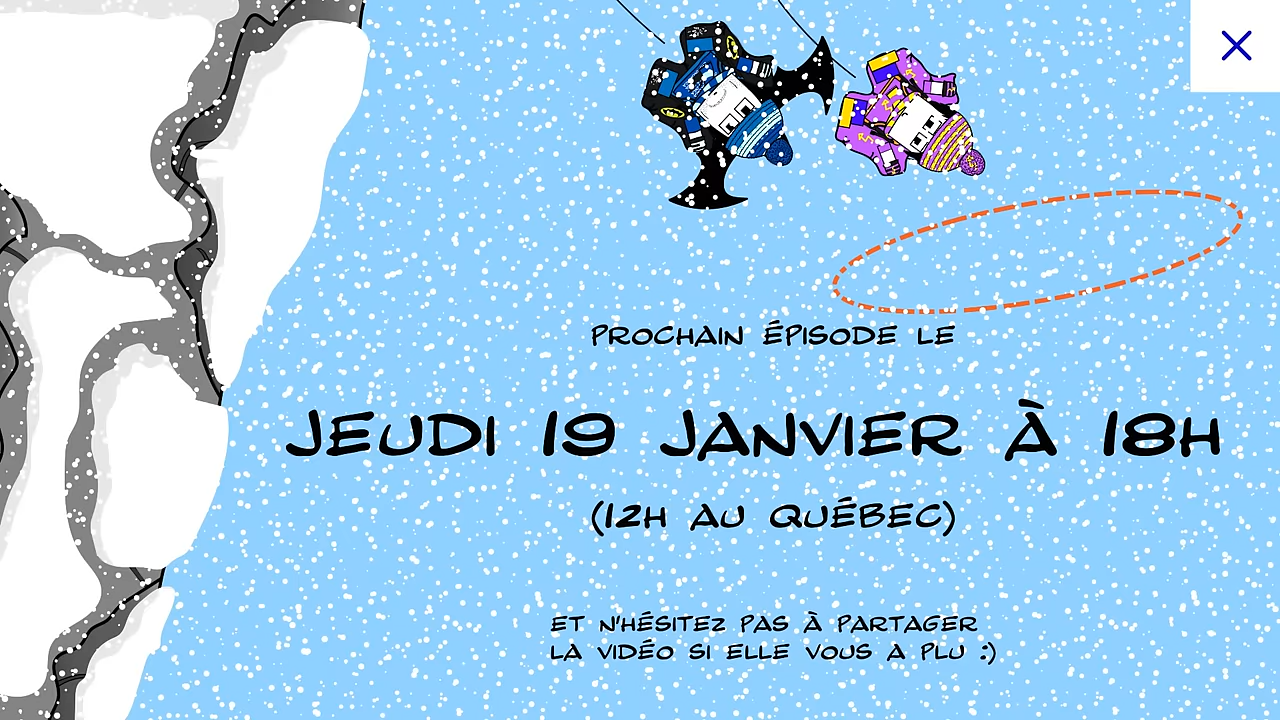 PROCHAIN ÉPISODE LE
JEUDI 19 JANVIER À 18H
(12H AU QUÉBEC)
ET N'HÉSITEZ PAS À PARTAGER
LA VIDÉO SI ELLE VOUS A PLU :)